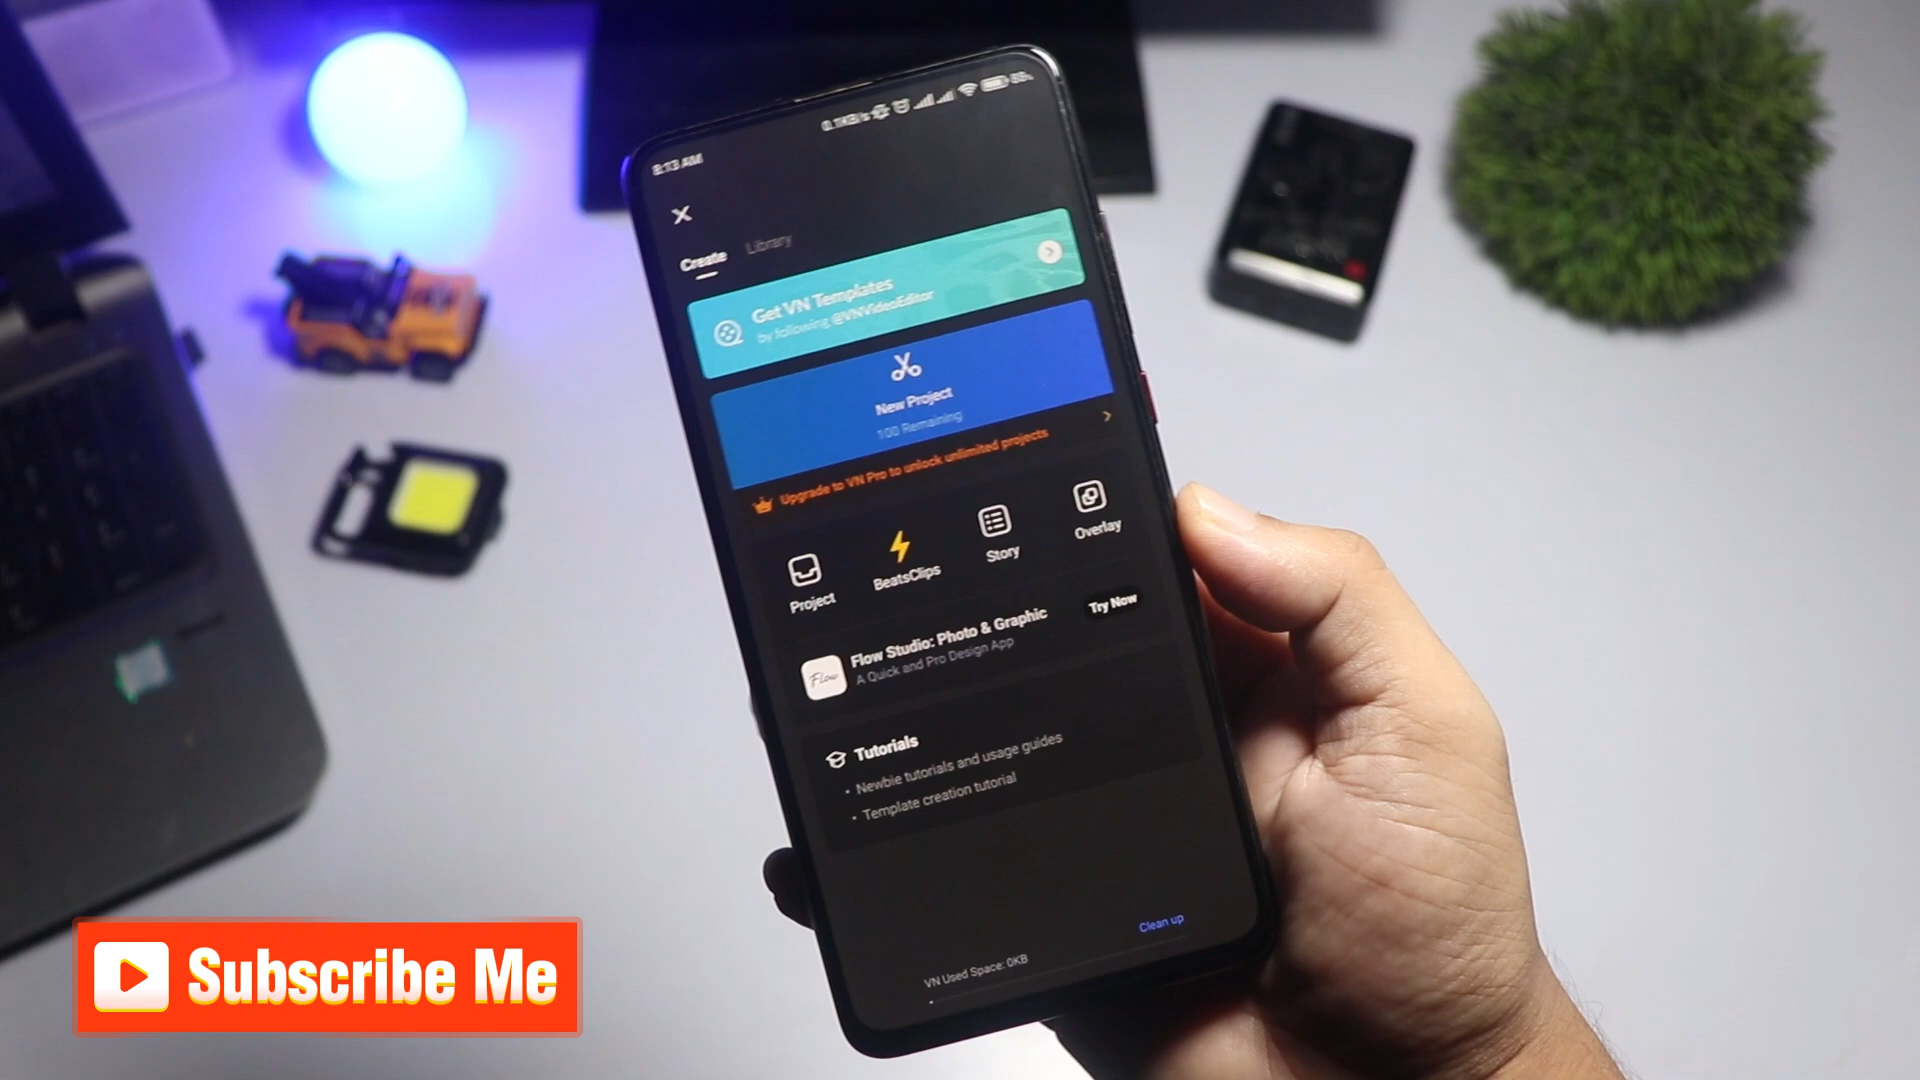 8:13 AM
0.1KB/s
Create
Library
Get VN Templates
by following @VNVideoEditor
New Project
100 Remaining
Upgrade to VN Pro to unlock unlimited projects
Project
BeatsClips
Story
Overlay
Flow
Flow Studio: Photo & Graphic
A Quick and Pro Design App
Try Now
Tutorials
• Newbie tutorials and usage guides
• Template creation tutorial
Clean up
VN Used Space: 0KB
Subscribe Me